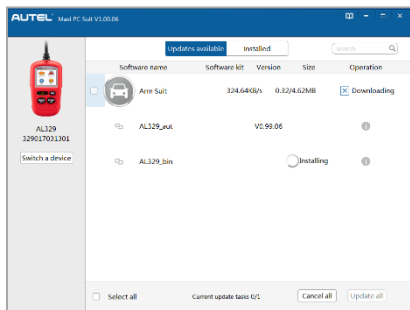 AUTEL Maxi PC Suit V1.00.06
Updates available Installed
search
Software name Software kit Version Size Operation
Arm Suit 324.64KB/s 0.32/4.62MB Downloading
AL329_aut V0.99.06
AL329_bin Installing
AL329
329017031301
Switch a device
Select all Current update tasks 0/1 Cancel all Update all